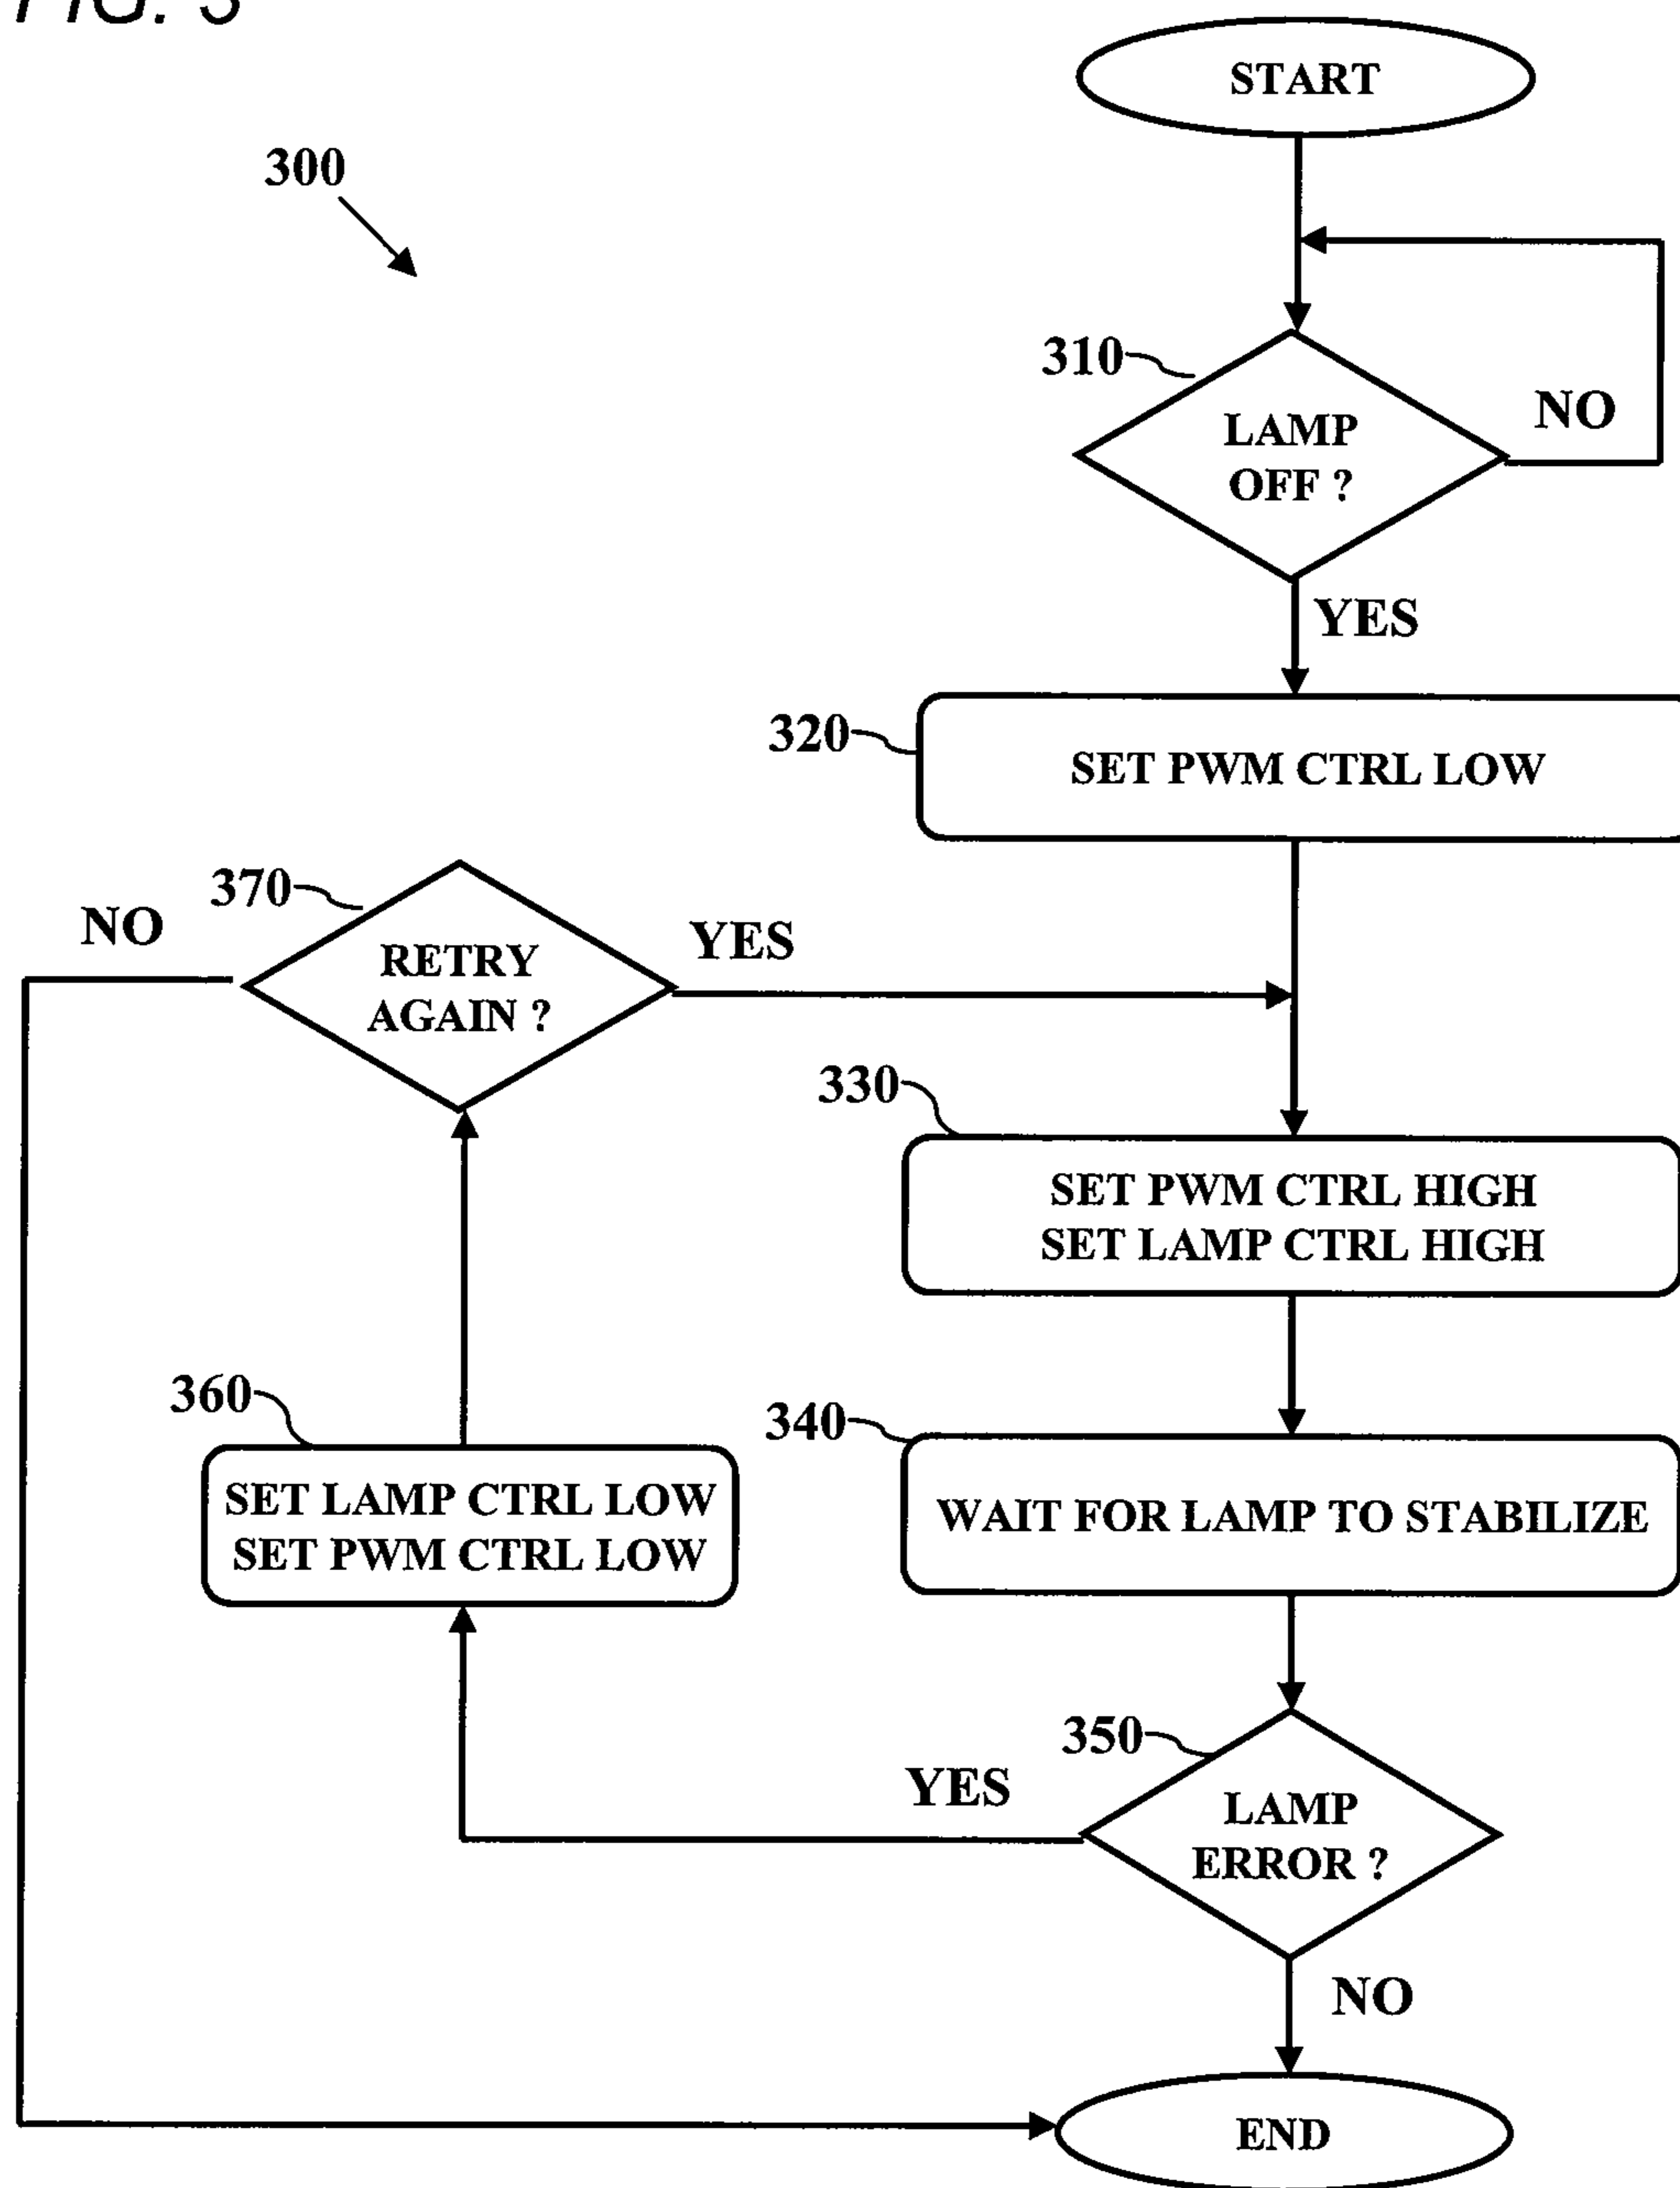 FIG. 3
START
300
310
LAMP
OFF ?
NO
YES
320
SET PWM CTRL LOW
370
NO
RETRY
AGAIN ?
YES
330
SET PWM CTRL HIGH
SET LAMP CTRL HIGH
360
SET LAMP CTRL LOW
SET PWM CTRL LOW
340
WAIT FOR LAMP TO STABILIZE
350
YES
LAMP
ERROR ?
NO
END